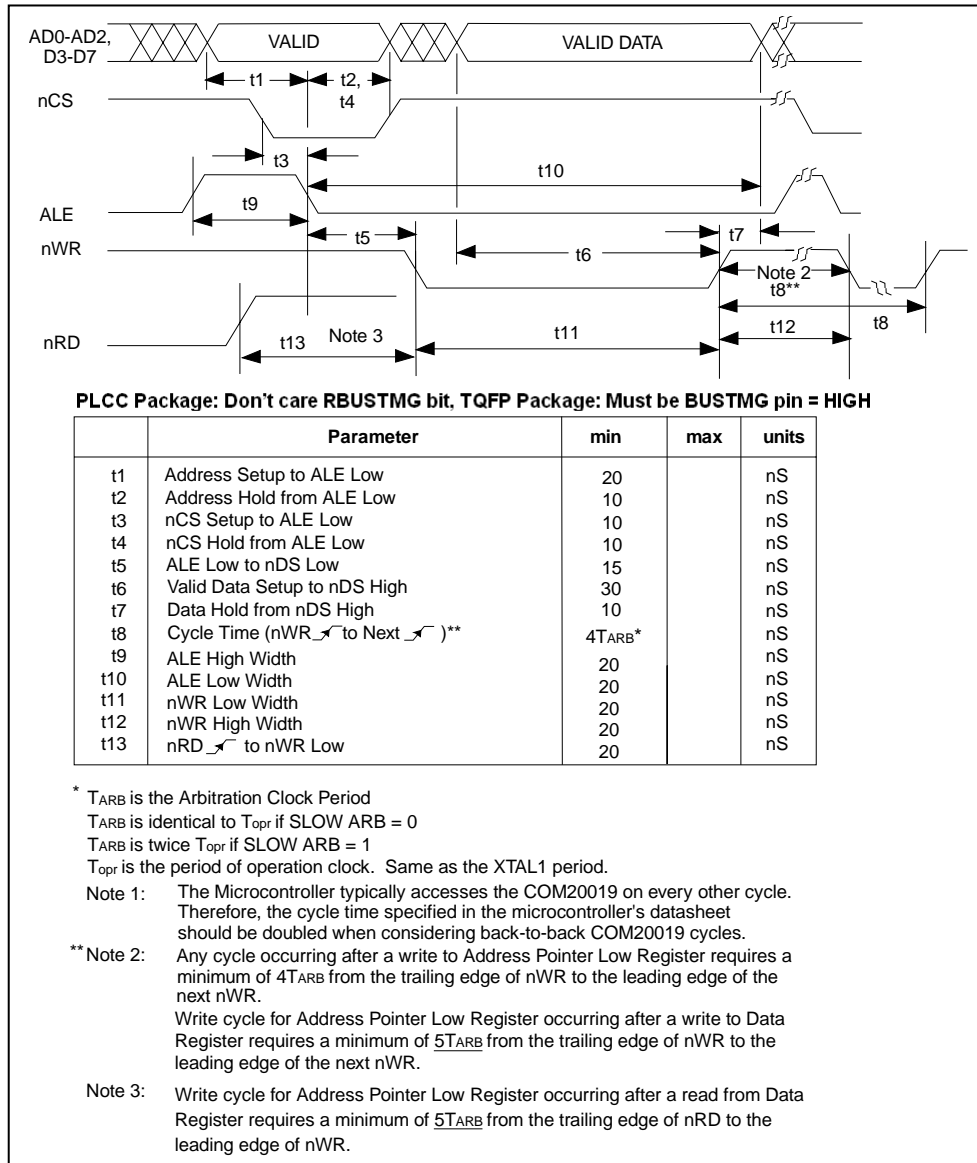 AD0-AD2,
D3-D7
VALID
VALID DATA
t1
t2,
t4
nCS
t3
t10
ALE
t9
t5
t7
nWR
t6
Note 2
t8**
t8
nRD
t13
Note 3
t11
t12
PLCC Package: Don't care RBUSTMG bit, TQFP Package: Must be BUSTMG pin = HIGH
Parameter min max units
t1 Address Setup to ALE Low 20 nS
t2 Address Hold from ALE Low 10 nS
t3 nCS Setup to ALE Low 10 nS
t4 nCS Hold from ALE Low 10 nS
t5 ALE Low to nDS Low 15 nS
t6 Valid Data Setup to nDS High 30 nS
t7 Data Hold from nDS High 10 nS
t8 Cycle Time (nWR to Next )** 4TARB* nS
t9 ALE High Width 20 nS
t10 ALE Low Width 20 nS
t11 nWR Low Width 20 nS
t12 nWR High Width 20 nS
t13 nRD to nWR Low 20 nS
* TARB is the Arbitration Clock Period
TARB is identical to Topr if SLOW ARB = 0
TARB is twice Topr if SLOW ARB = 1
Topr is the period of operation clock. Same as the XTAL1 period.
Note 1: The Microcontroller typically accesses the COM20019 on every other cycle.
Therefore, the cycle time specified in the microcontroller's datasheet
should be doubled when considering back-to-back COM20019 cycles.
**Note 2: Any cycle occurring after a write to Address Pointer Low Register requires a
minimum of 4TARB from the trailing edge of nWR to the leading edge of the
next nWR.
Write cycle for Address Pointer Low Register occurring after a write to Data
Register requires a minimum of 5TARB from the trailing edge of nWR to the
leading edge of the next nWR.
Note 3: Write cycle for Address Pointer Low Register occurring after a read from Data
Register requires a minimum of 5TARB from the trailing edge of nRD to the
leading edge of nWR.